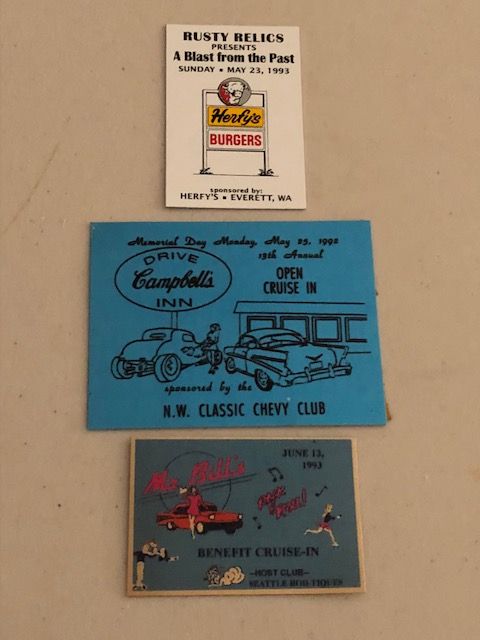 RUSTY RELICS
PRESENTS
A Blast from the Past
SUNDAY • MAY 23, 1993
Herfy's
BURGERS
sponsored by:
HERFY'S • EVERETT, WA
Memorial Day Monday, May 25, 1992
13th Annual
DRIVE
Campbell's
INN
OPEN
CRUISE IN
sponsored by the
N.W. CLASSIC CHEVY CLUB
JUNE 13,
1993
Bill's
BENEFIT CRUISE-IN
-HOST CLUB-
SEATTLE